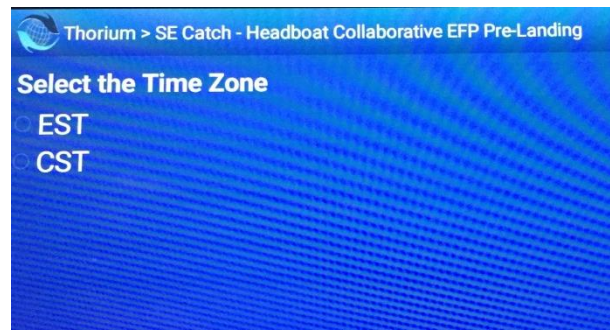 Thorium > SE Catch - Headboat Collaborative EFP Pre-Landing
Select the Time Zone
EST
CST